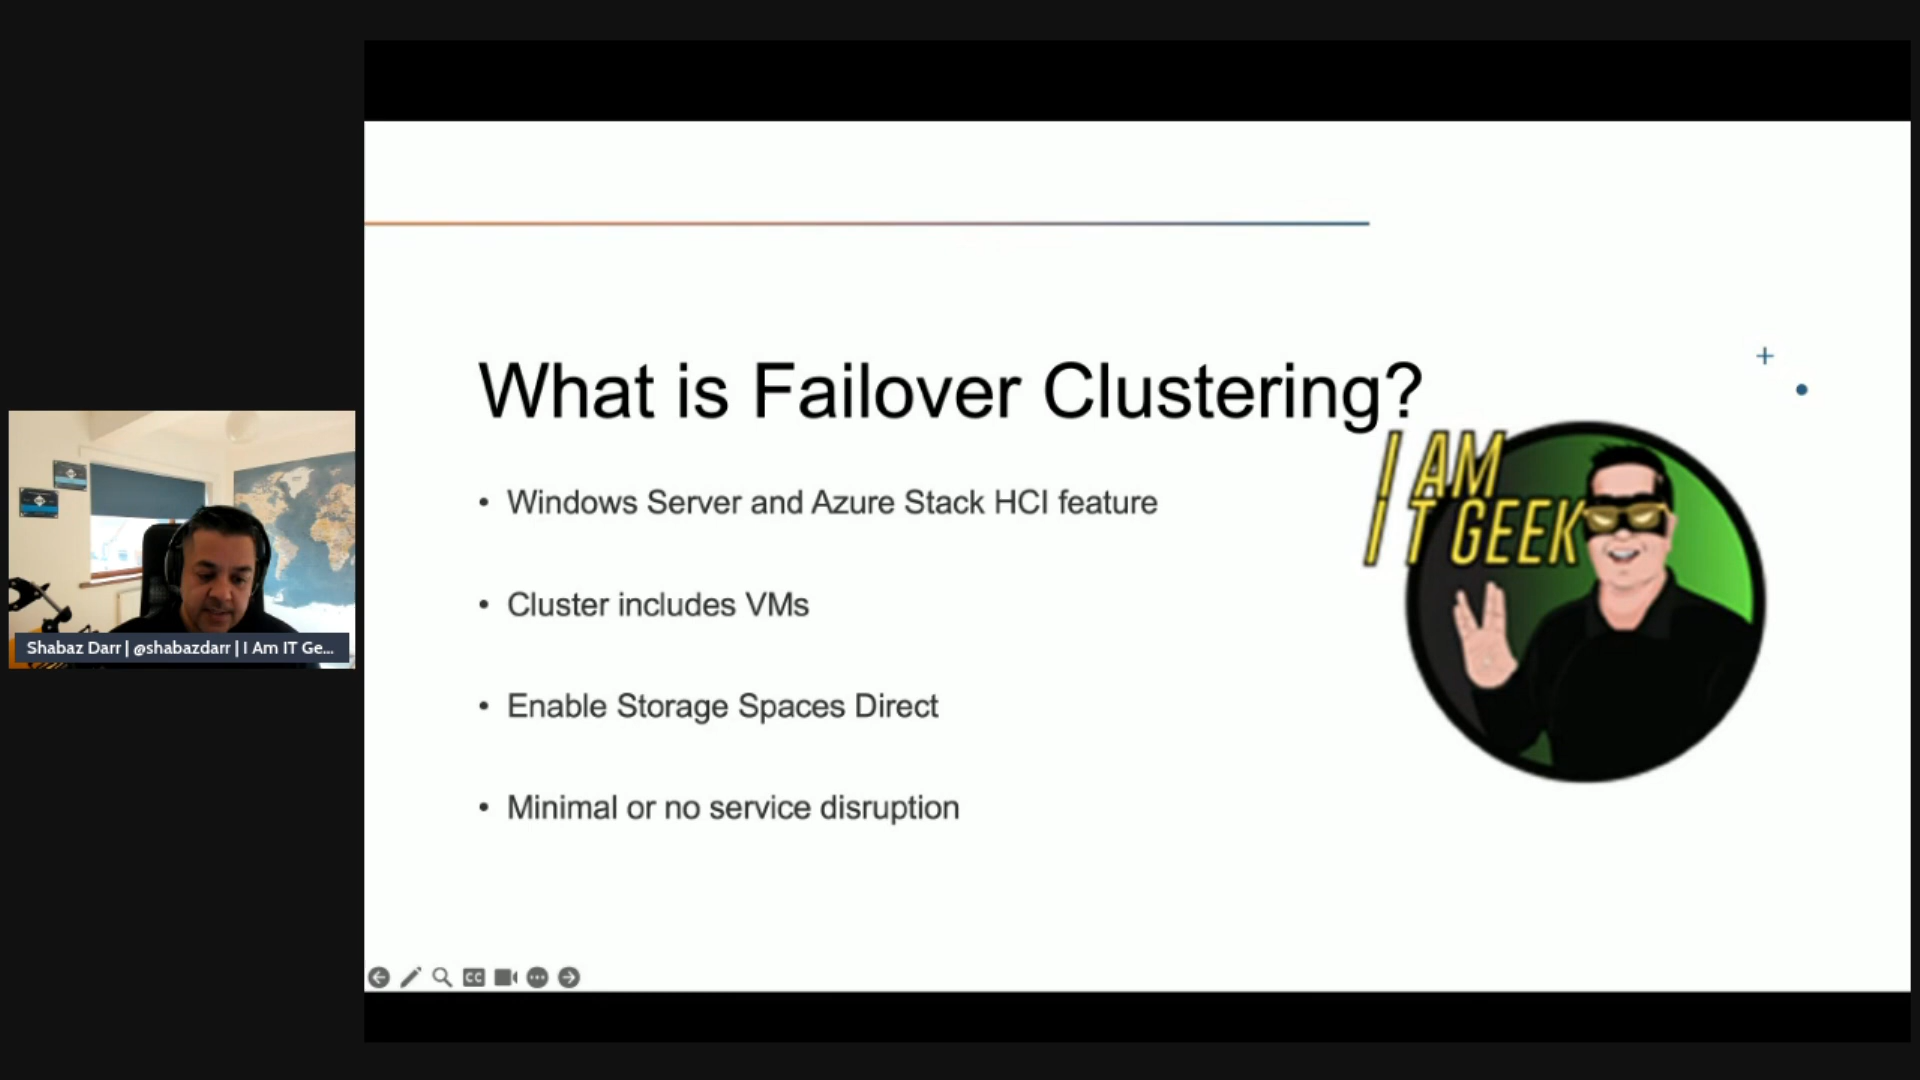 What is Failover Clustering?
I AM
IT GEEK
• Windows Server and Azure Stack HCI feature
• Cluster includes VMs
• Enable Storage Spaces Direct
• Minimal or no service disruption
Shabaz Darr | @shabazdarr | I Am IT Ge...
CC